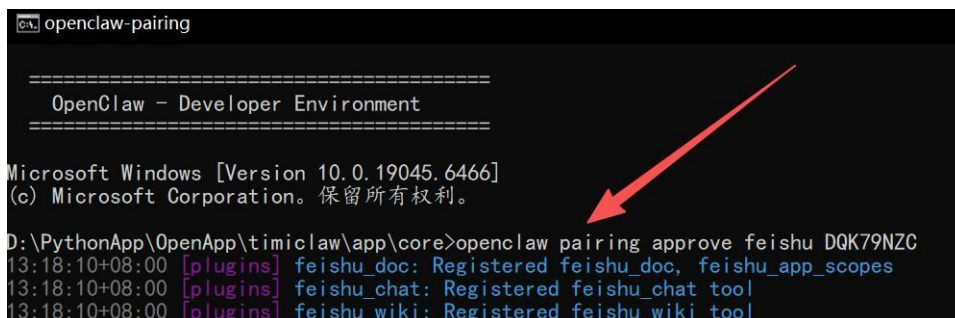 openclaw-pairing
========================================
OpenClaw - Developer Environment
========================================
Microsoft Windows [Version 10.0.19045.6466]
(c) Microsoft Corporation。保留所有权利。
D:\PythonApp\OpenApp\timiclaw\app\core>openclaw pairing approve feishu DQK79NZC
13:18:10+08:00 [plugins] feishu_doc: Registered feishu_doc, feishu_app_scopes
13:18:10+08:00 [plugins] feishu_chat: Registered feishu_chat tool
13:18:10+08:00 [plugins] feishu_wiki: Registered feishu_wiki tool